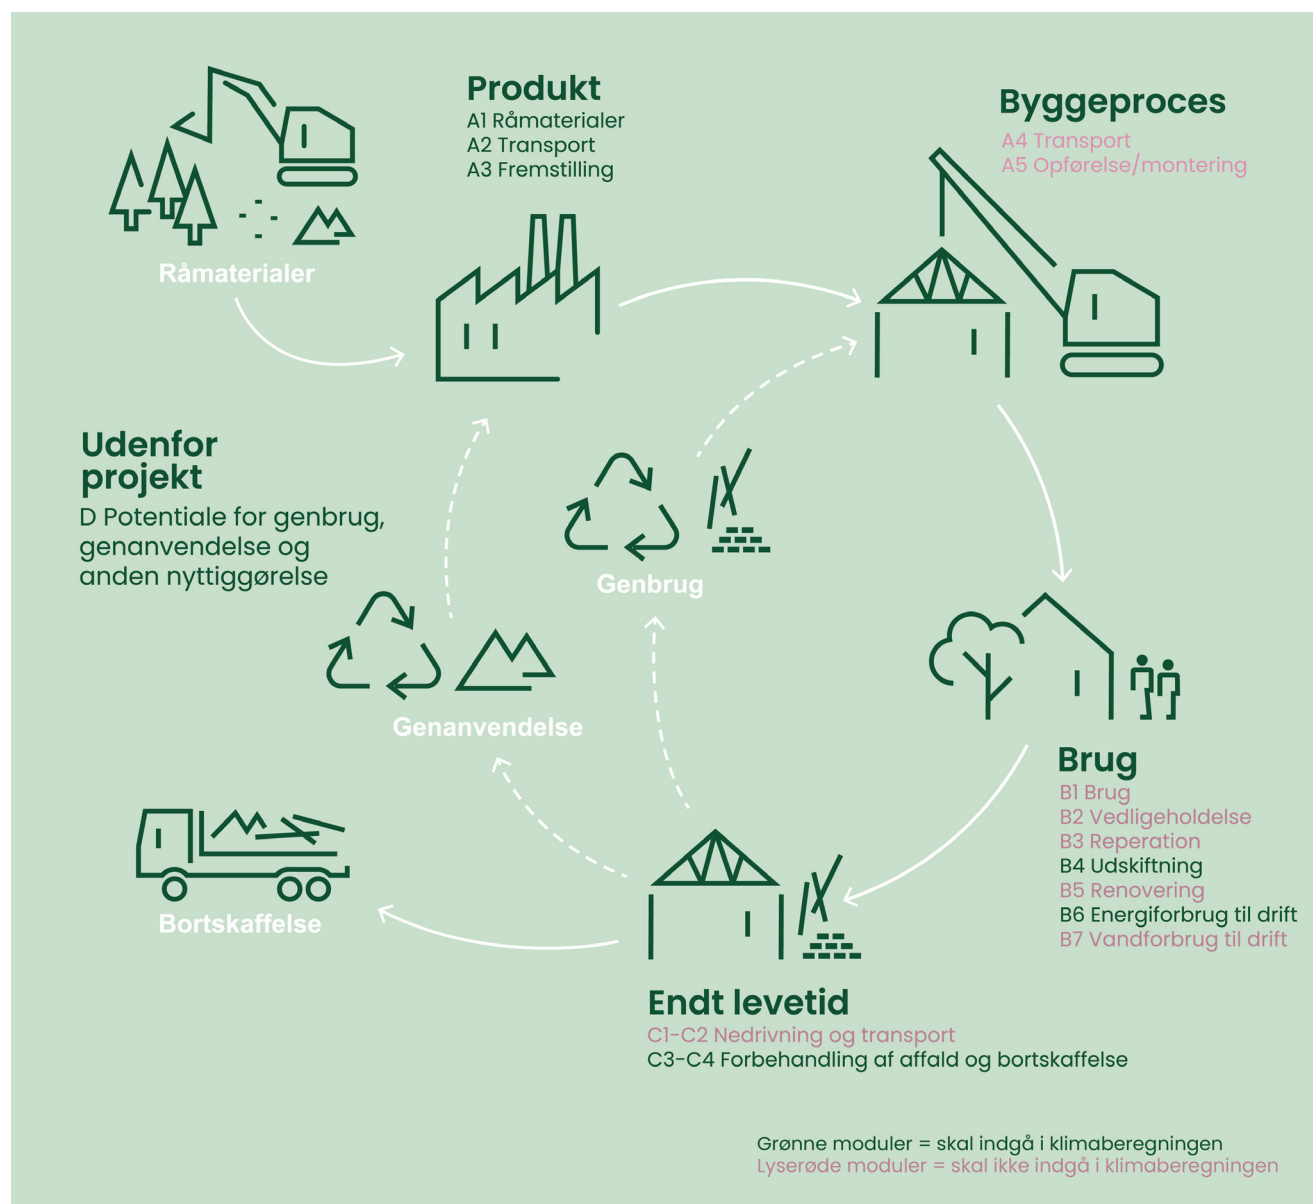 Produkt
A1 Råmaterialer
A2 Transport
A3 Fremstilling
Byggeproces
A4 Transport
A5 Opførelse/montering
Råmaterialer
Udenfor
projekt
D Potentiale for genbrug,
genanvendelse og
anden nyttiggørelse
Genbrug
Genanvendelse
Brug
B1 Brug
B2 Vedligeholdelse
B3 Reperation
B4 Udskiftning
B5 Renovering
B6 Energiforbrug til drift
B7 Vandforbrug til drift
Bortskaffelse
Endt levetid
C1-C2 Nedrivning og transport
C3-C4 Forbehandling af affald og bortskaffelse
Grønne moduler = skal indgå i klimaberegningen
Lyserøde moduler = skal ikke indgå i klimaberegningen